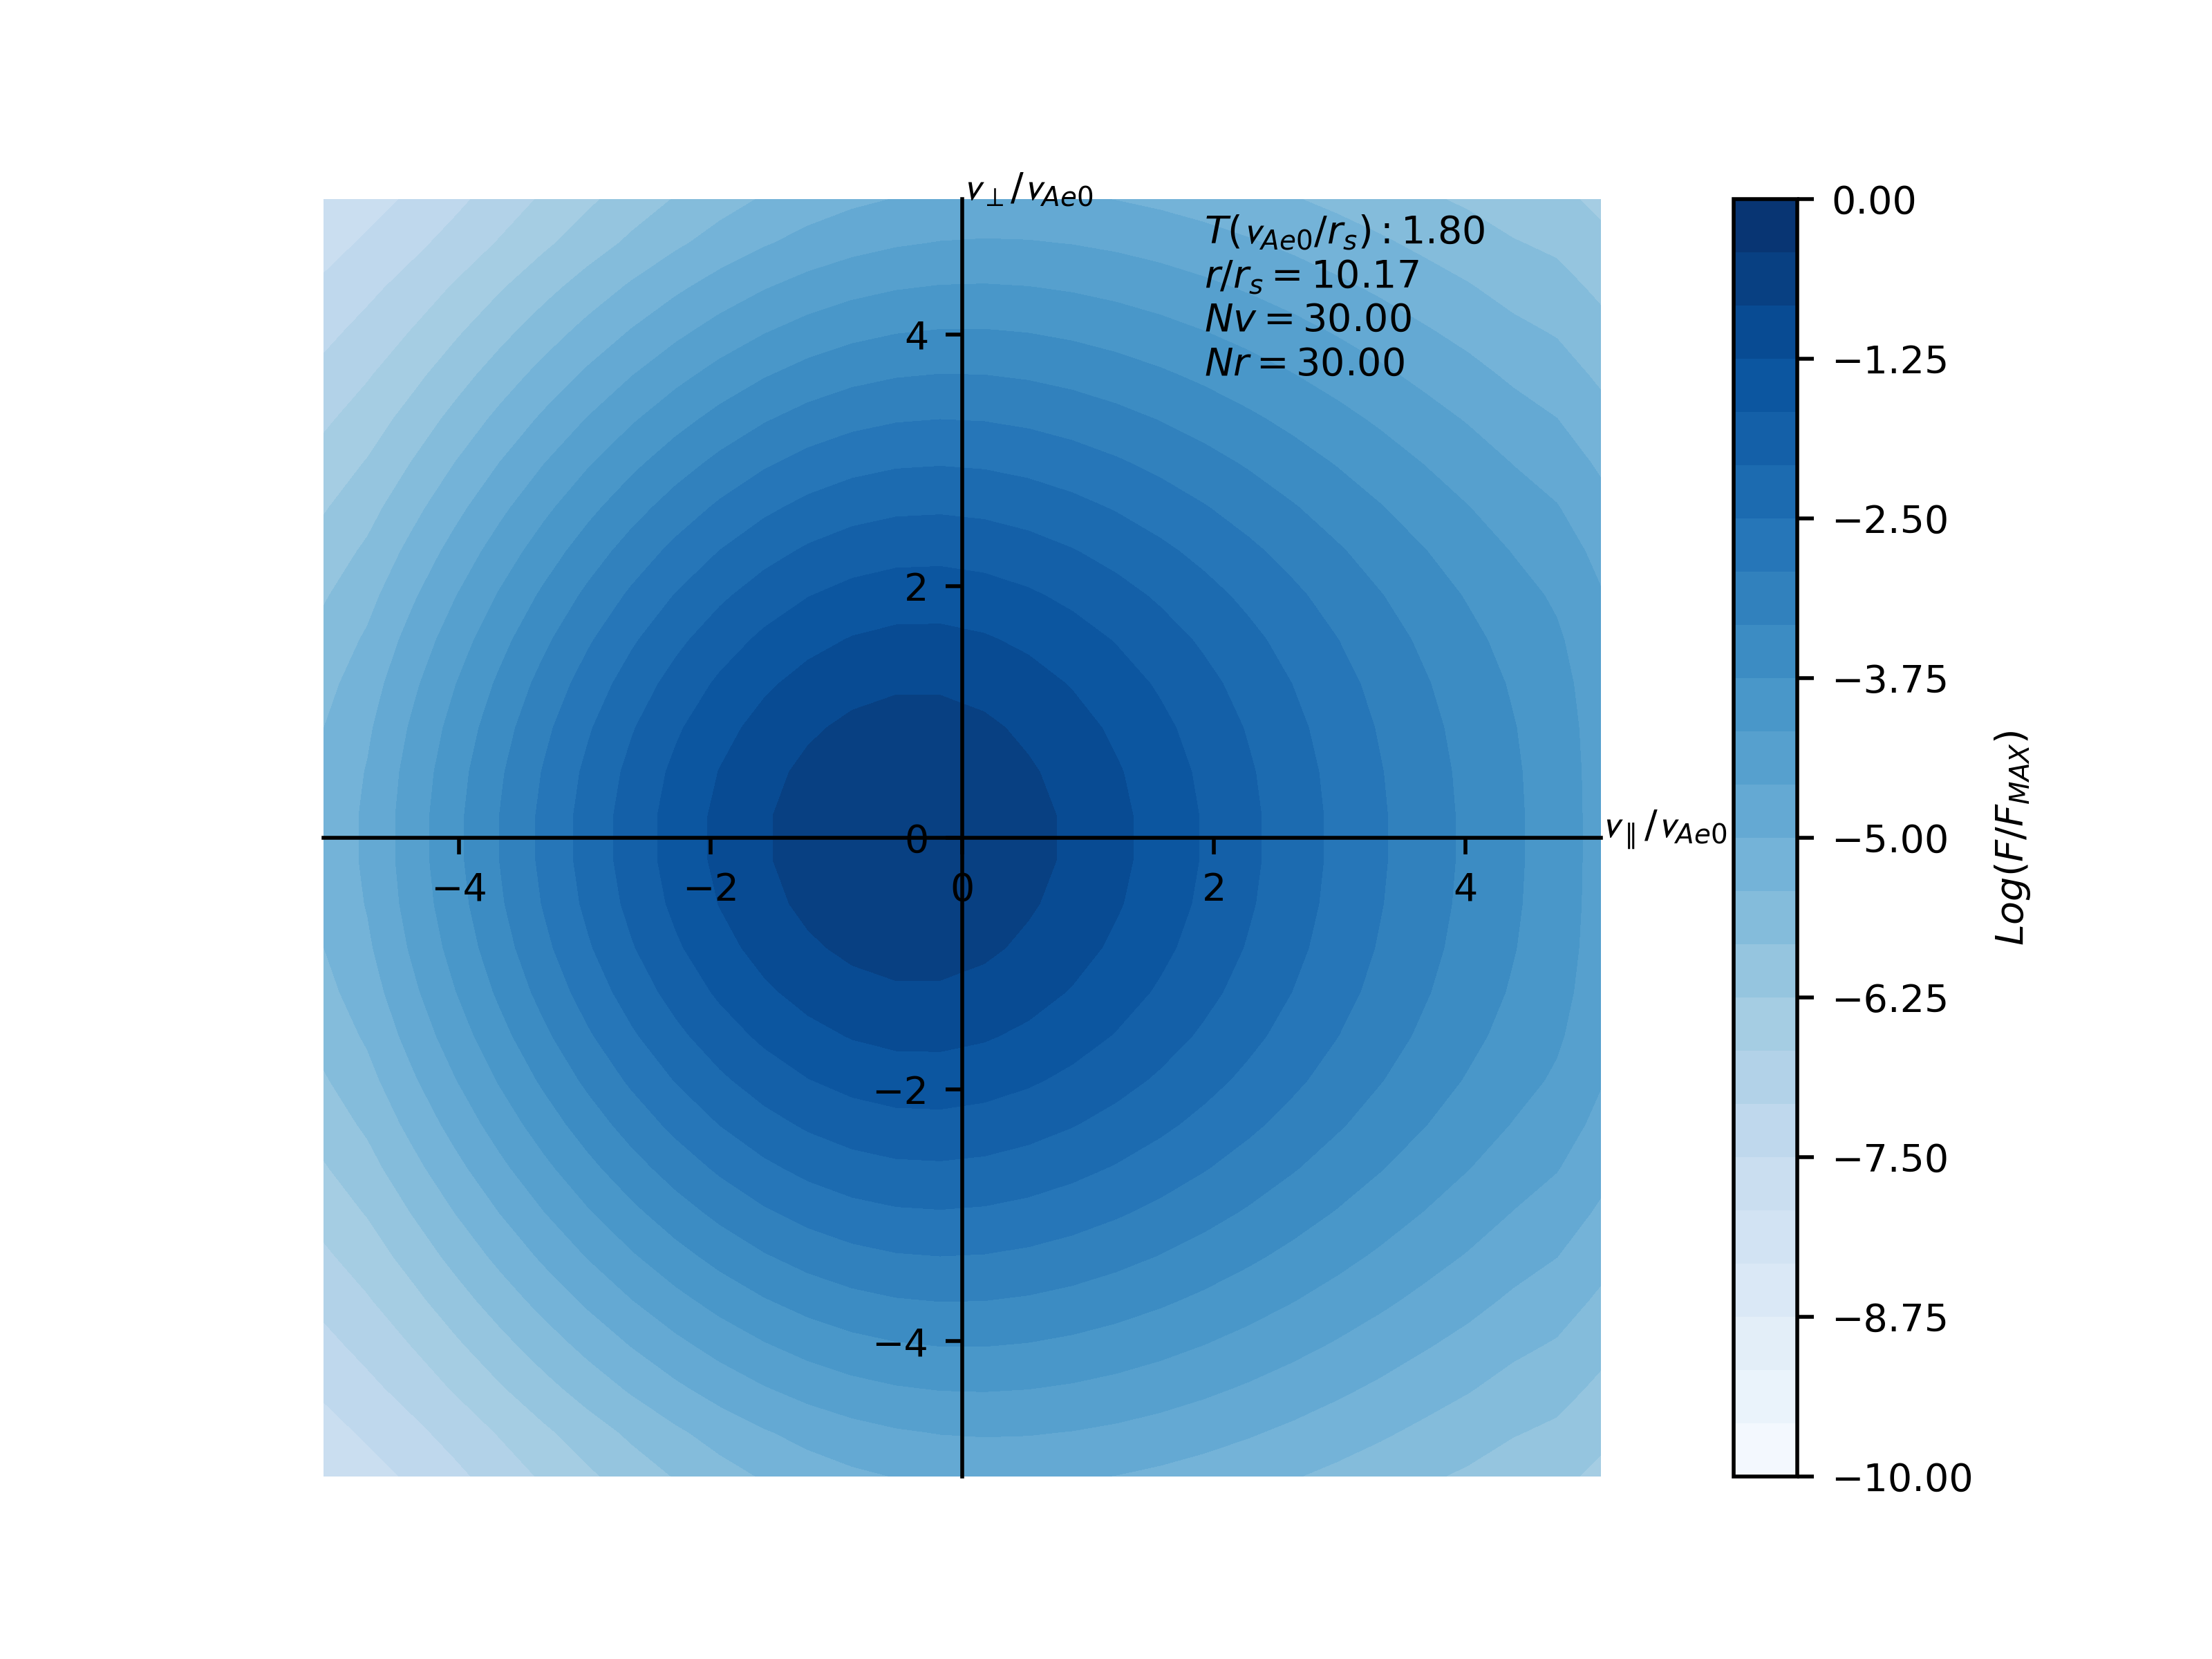 v⊥/vAe0
T(vAe0/rs) : 1.80
r/rs = 10.17
Nv = 30.00
Nr = 30.00
4
2
0
−2
−4
−4 −2 0 2 4
v∥/vAe0
0.00
−1.25
−2.50
−3.75
−5.00
−6.25
−7.50
−8.75
−10.00
Log(F/FMAX)